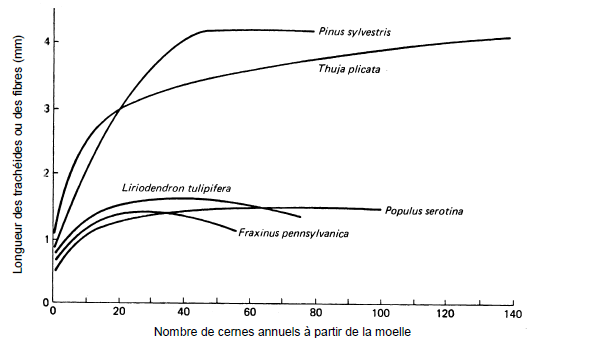 Longueur des trachéides ou des fibres (mm)
4
3
2
1
0
Pinus sylvestris
Thuja plicata
Liriodendron tulipifera
Populus serotina
Fraxinus pennsylvanica
0 20 40 60 80 100 120 140
Nombre de cernes annuels à partir de la moelle